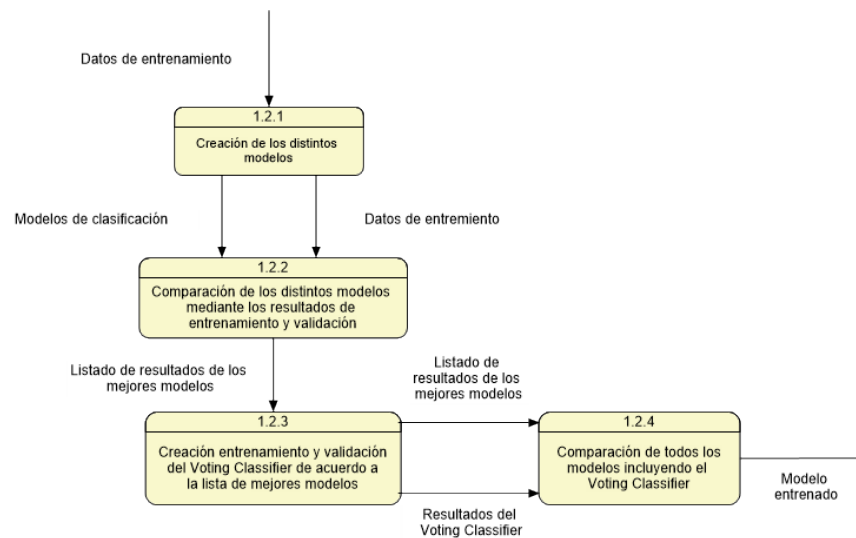 Datos de entrenamiento
1.2.1
Creación de los distintos
modelos
Modelos de clasificación
Datos de entremiento
1.2.2
Comparación de los distintos modelos
mediante los resultados de
entrenamiento y validación
Listado de resultados de los
mejores modelos
Listado de
resultados de los
mejores modelos
1.2.3
Creación entrenamiento y validación
del Voting Classifier de acuerdo a
la lista de mejores modelos
1.2.4
Comparación de todos los
modelos incluyendo el
Voting Classifier
Modelo
entrenado
Resultados del
Voting Classifier